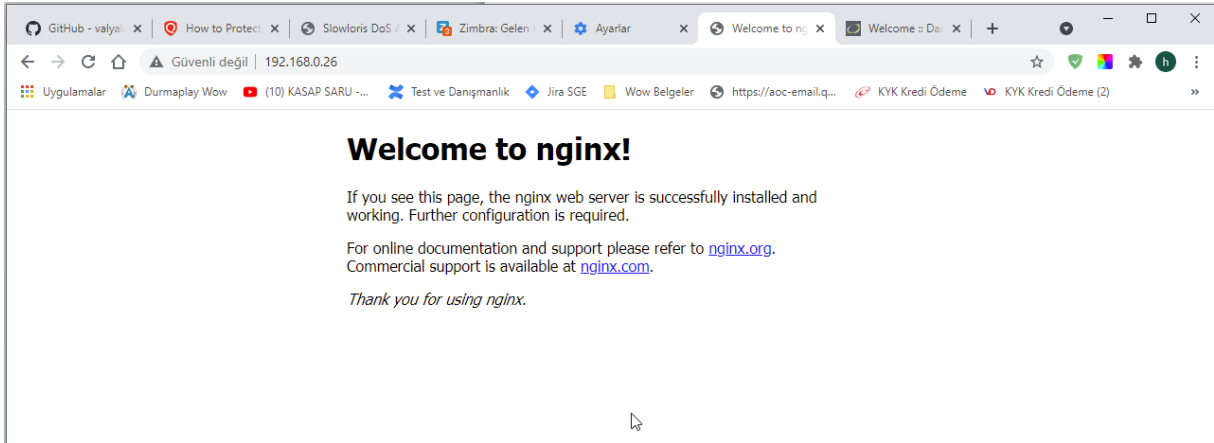 GitHub - valyal
How to Protect
Slowloris DoS A
Zimbra: Gelen
Ayarlar
Welcome to ng
Welcome :: Dar
Güvenli değil | 192.168.0.26
h
Uygulamalar
Durmaplay Wow
(10) KASAP SARU -...
Test ve Danışmanlık
Jira SGE
Wow Belgeler
https://aoc-email.q...
KYK Kredi Ödeme
KYK Kredi Ödeme (2)
»
Welcome to nginx!
If you see this page, the nginx web server is successfully installed and
working. Further configuration is required.
For online documentation and support please refer to nginx.org.
Commercial support is available at nginx.com.
Thank you for using nginx.